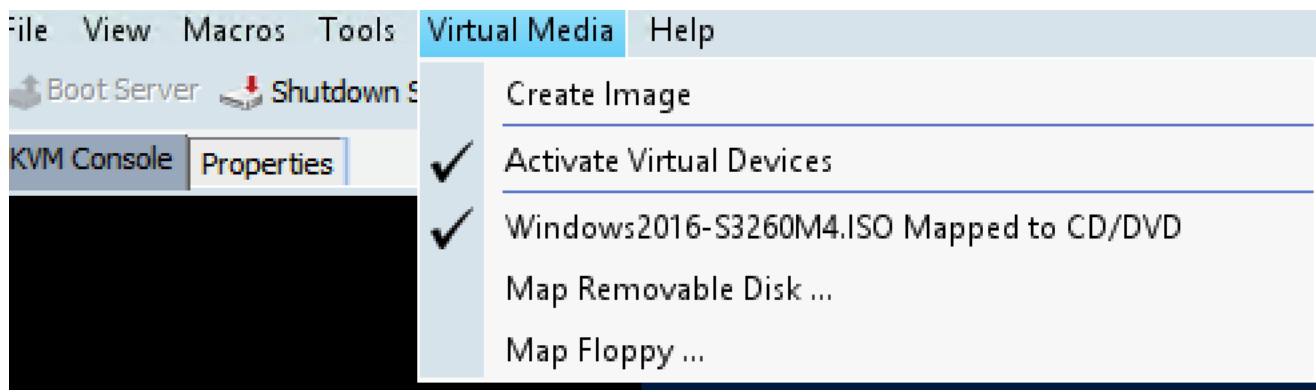 File View Macros Tools Virtual Media Help
Boot Server Shutdown S
Create Image
KVM Console Properties
Activate Virtual Devices
Windows2016-S3260M4.ISO Mapped to CD/DVD
Map Removable Disk ...
Map Floppy ...